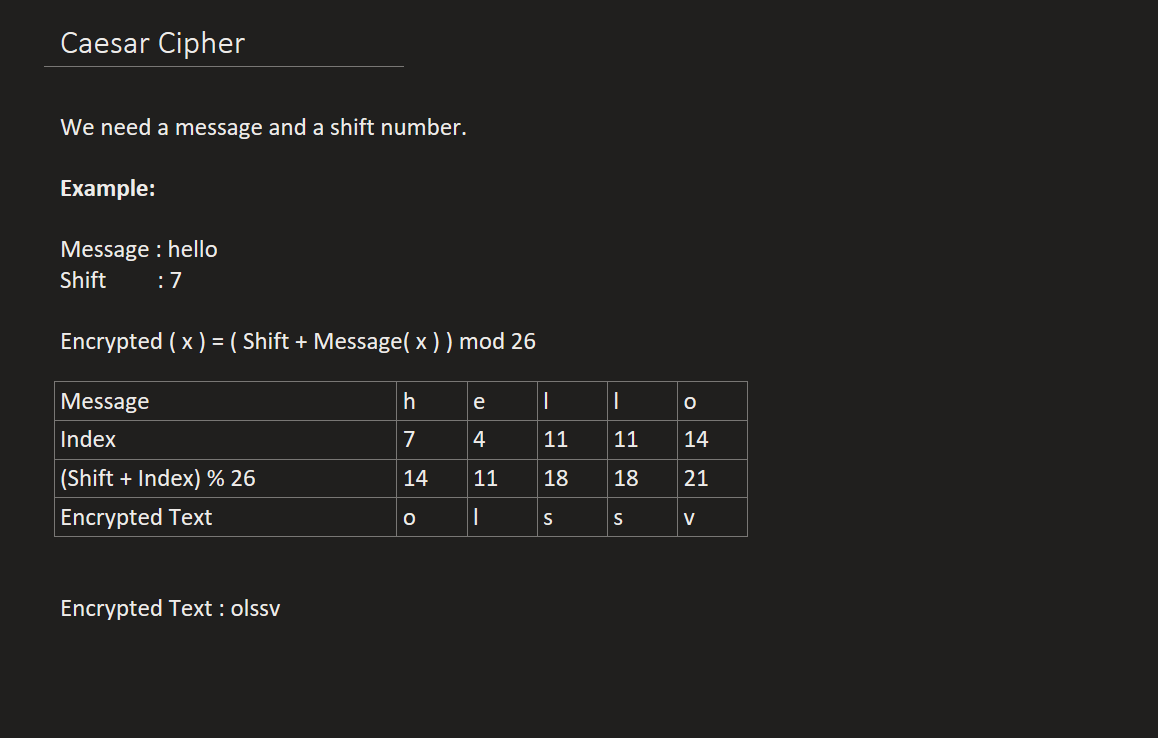 Caesar Cipher
We need a message and a shift number.
Example:
Message : hello
Shift : 7
Encrypted ( x ) = ( Shift + Message( x ) ) mod 26
Message h e l l o
Index 7 4 11 11 14
(Shift + Index) % 26 14 11 18 18 21
Encrypted Text o l s s v
Encrypted Text : olssv